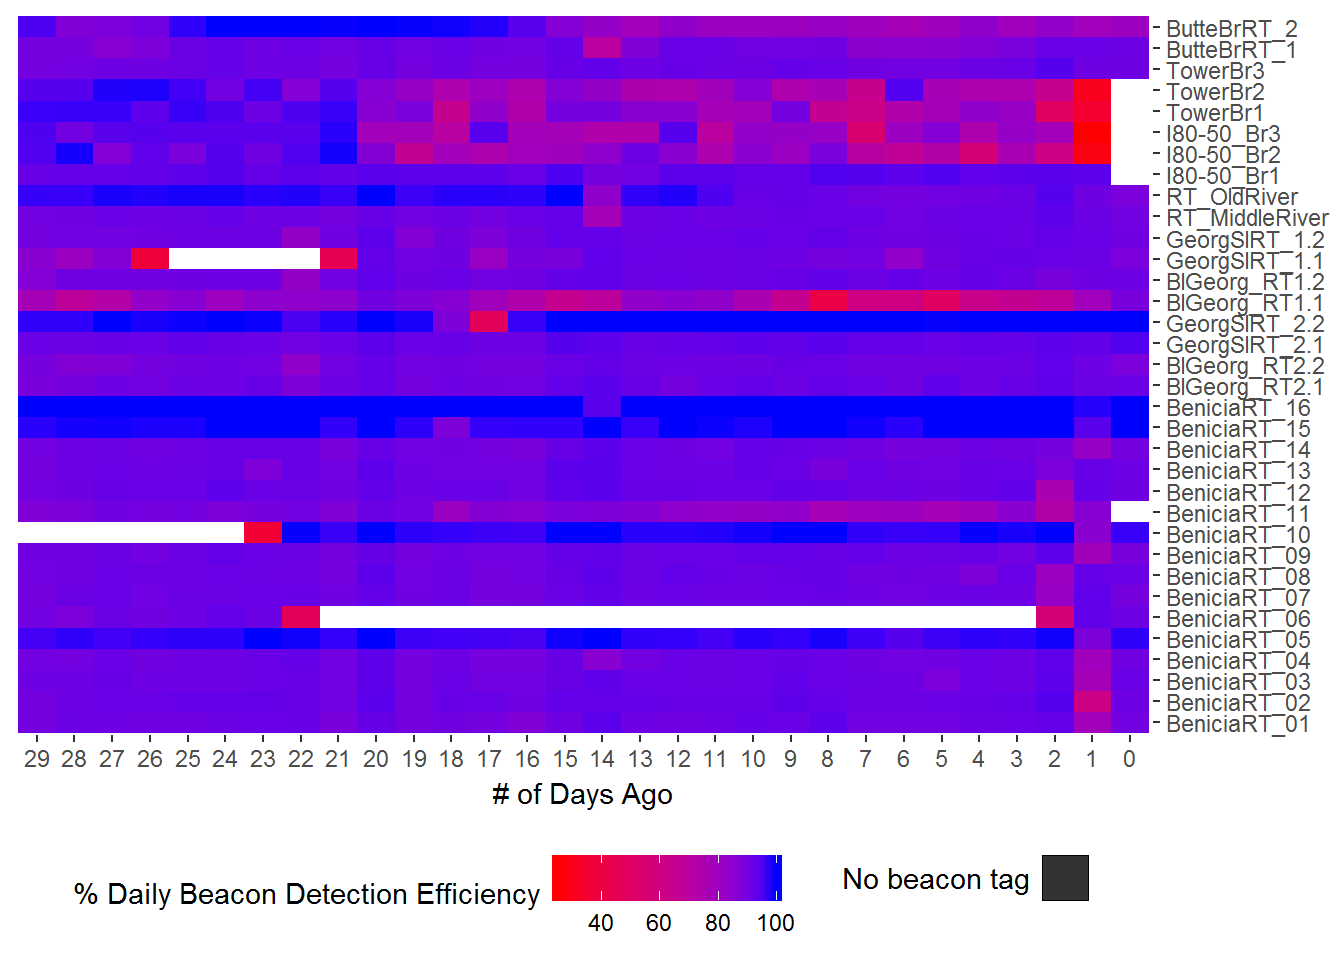 ButteBrRT_2
ButteBrRT_1
TowerBr3
TowerBr2
TowerBr1
I80-50_Br3
I80-50_Br2
I80-50_Br1
RT_OldRiver
RT_MiddleRiver
GeorgSlRT_1.2
GeorgSlRT_1.1
BlGeorg_RT1.2
BlGeorg_RT1.1
GeorgSlRT_2.2
GeorgSlRT_2.1
BlGeorg_RT2.2
BlGeorg_RT2.1
BeniciaRT_16
BeniciaRT_15
BeniciaRT_14
BeniciaRT_13
BeniciaRT_12
BeniciaRT_11
BeniciaRT_10
BeniciaRT_09
BeniciaRT_08
BeniciaRT_07
BeniciaRT_06
BeniciaRT_05
BeniciaRT_04
BeniciaRT_03
BeniciaRT_02
BeniciaRT_01
29 28 27 26 25 24 23 22 21 20 19 18 17 16 15 14 13 12 11 10 9 8 7 6 5 4 3 2 1 0
# of Days Ago
% Daily Beacon Detection Efficiency
40 60 80 100
No beacon tag